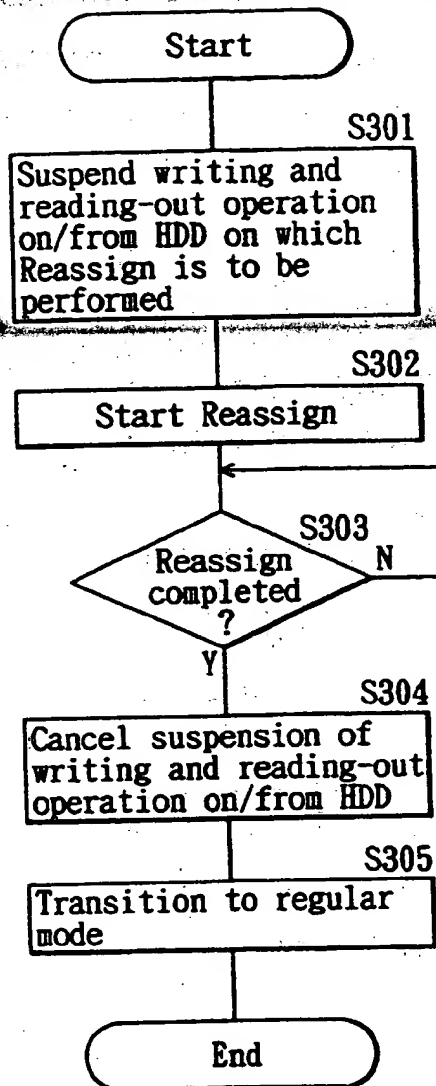 Start
S301
Suspend writing and
reading-out operation
on/from HDD on which
Reassign is to be
performed
S302
Start Reassign
S303
Reassign
completed
?
N
Y
S304
Cancel suspension of
writing and reading-out
operation on/from HDD
S305
Transition to regular
mode
End